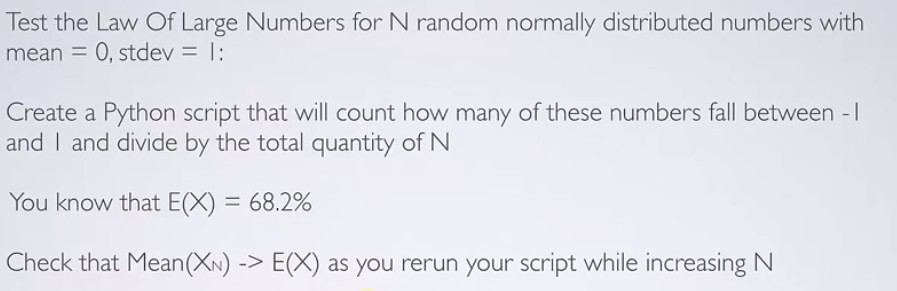 Test the Law Of Large Numbers for N random normally distributed numbers with
mean = 0, stdev = 1:
Create a Python script that will count how many of these numbers fall between -1
and 1 and divide by the total quantity of N
You know that E(X) = 68.2%
Check that Mean(XN) -> E(X) as you rerun your script while increasing N